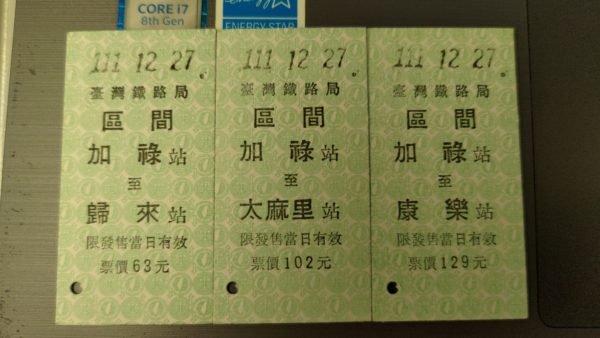 CORE i7
8th Gen
ENERGY STAR
111 12 27
臺灣鐵路局
區間
加祿站
至
歸來站
限發售當日有效
票價63元
111 12 27
臺灣鐵路局
區間
加祿站
至
太麻里站
限發售當日有效
票價102元
111 12 27
臺灣鐵路局
區間
加祿站
至
康樂站
限發售當日有效
票價129元